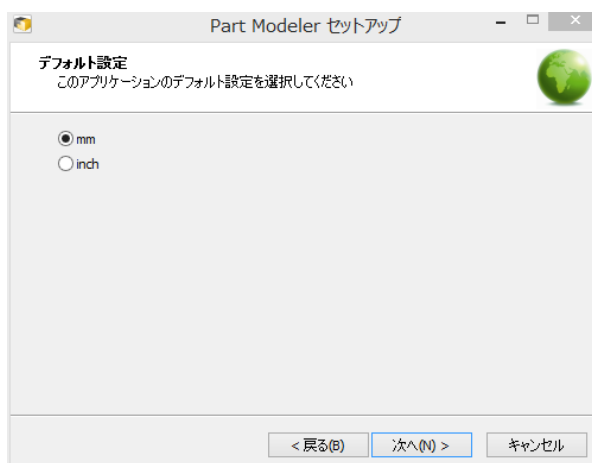 Part Modeler セットアップ
デフォルト設定
このアプリケーションのデフォルト設定を選択してください
mm
inch
< 戻る(B)
次へ(N) >
キャンセル